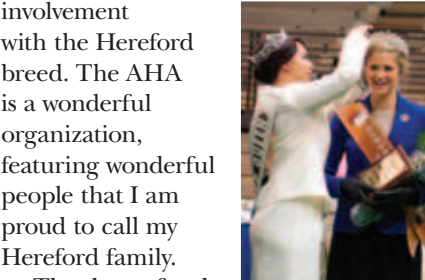 involvement
with the Hereford
breed. The AHA
is a wonderful
organization,
featuring wonderful
people that I am
proud to call my
Hereford family.